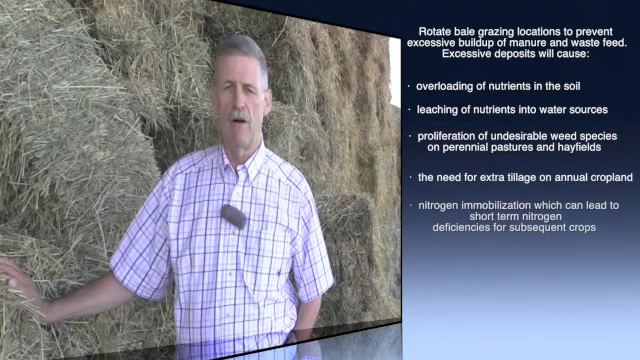 Rotate bale grazing locations to prevent
excessive buildup of manure and waste feed.
Excessive deposits will cause:
· overloading of nutrients in the soil
· leaching of nutrients into water sources
· proliferation of undesirable weed species
on perennial pastures and hayfields
· the need for extra tillage on annual cropland
· nitrogen immobilization which can lead to
short term nitrogen
deficiencies for subsequent crops